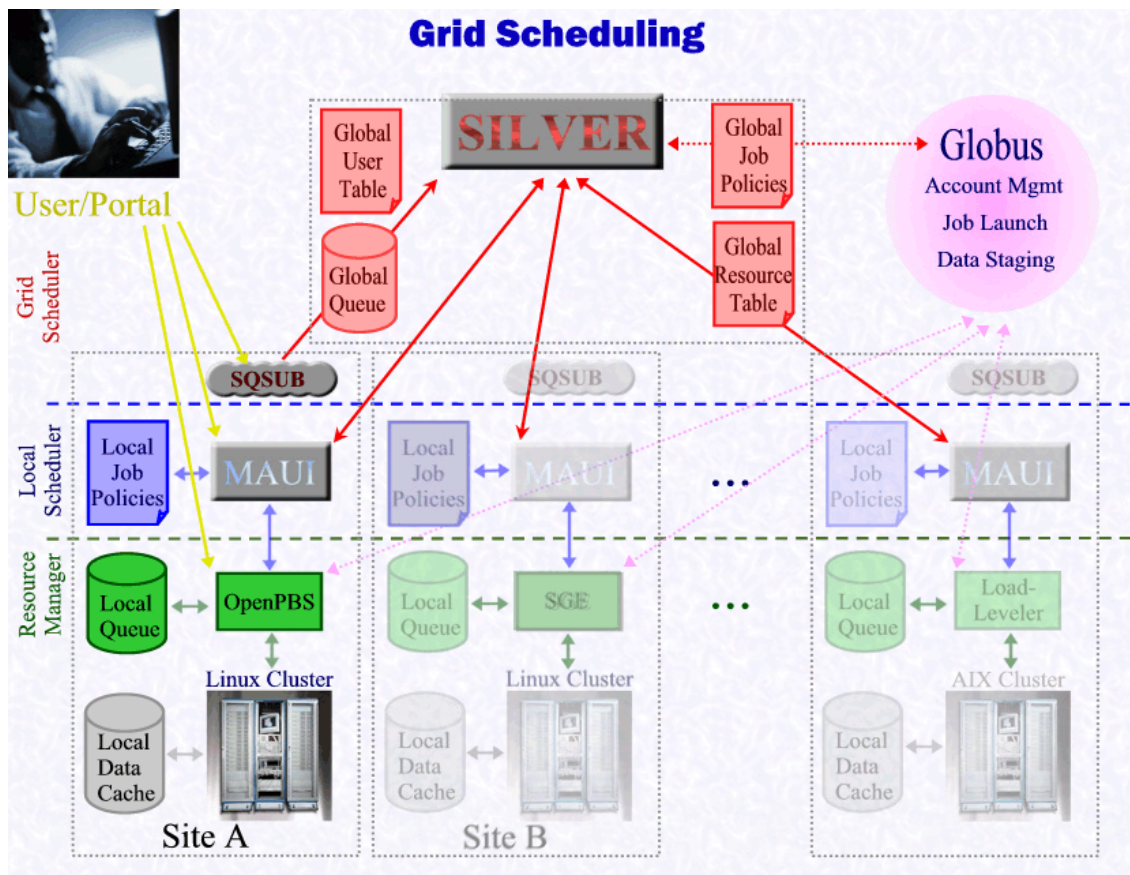 Grid Scheduling
SILVER
Global
User
Table
Global
Job
Policies
Globus
Account Mgmt
Job Launch
Data Staging
User/Portal
Global
Queue
Global
Resource
Table
Grid
Scheduler
SQSUB
SQSUB
SQSUB
Local
Scheduler
Local
Job
Policies
MAUI
Local
Job
Policies
MAUI
...
Local
Job
Policies
MAUI
Resource
Manager
Local
Queue
OpenPBS
Local
Queue
SGE
...
Local
Queue
Load-
Leveler
Linux Cluster
Linux Cluster
AIX Cluster
Local
Data
Cache
Local
Data
Cache
Local
Data
Cache
Site A
Site B